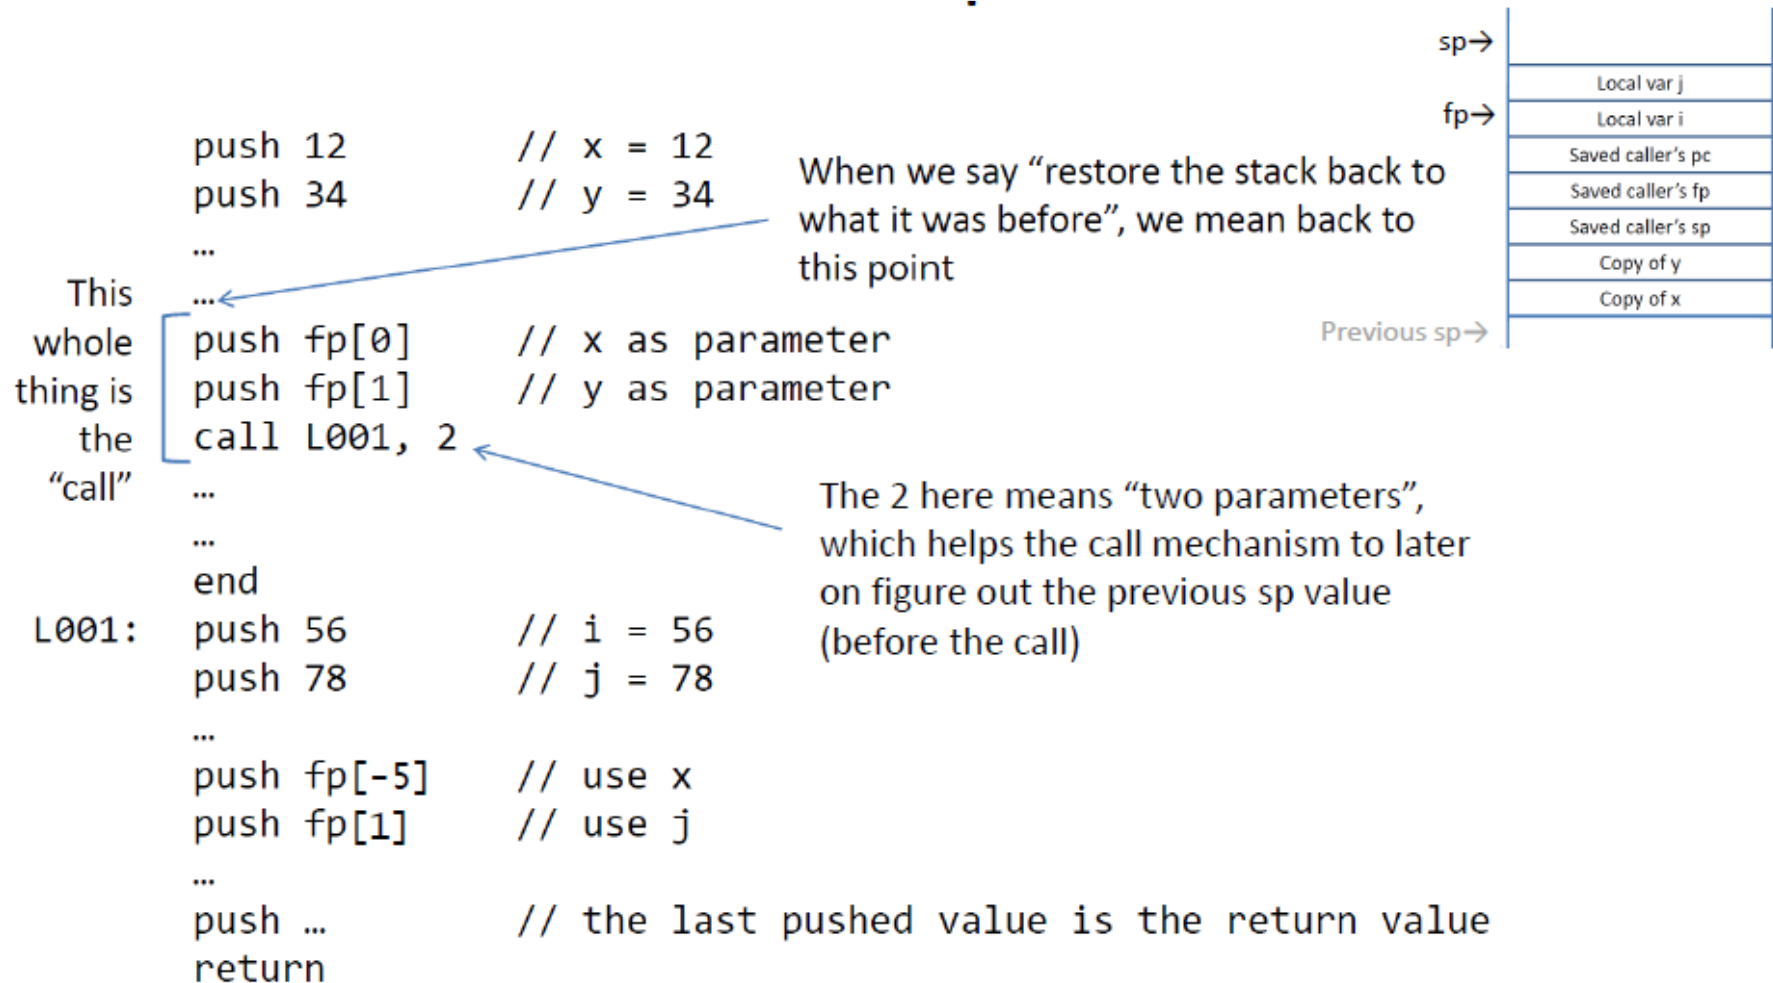 push 12 // x = 12
push 34 // y = 34
…
…
push fp[0] // x as parameter
push fp[1] // y as parameter
call L001, 2
…
…
end
L001: push 56 // i = 56
push 78 // j = 78
…
push fp[-5] // use x
push fp[1] // use j
…
push … // the last pushed value is the return value
return
This
whole
thing is
the
“call”
When we say “restore the stack back to
what it was before”, we mean back to
this point
The 2 here means “two parameters”,
which helps the call mechanism to later
on figure out the previous sp value
(before the call)
sp→
Local var j
fp→ Local var i
Saved caller’s pc
Saved caller’s fp
Saved caller’s sp
Copy of y
Copy of x
Previous sp→